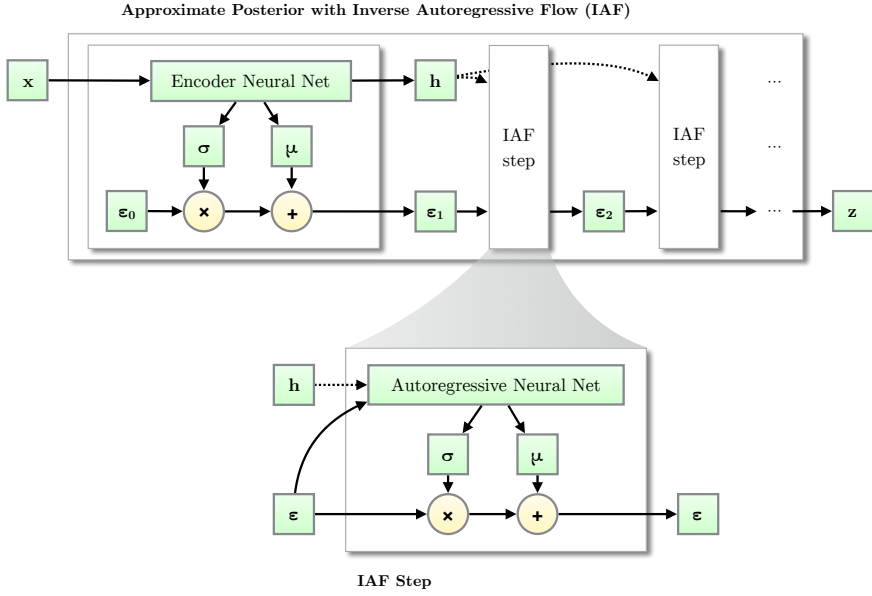 Approximate Posterior with Inverse Autoregressive Flow (IAF)
x
Encoder Neural Net
h
IAF
step
IAF
step
...
...
σ
μ
ε0
×
+
ε1
ε2
...
z
h
Autoregressive Neural Net
σ
μ
ε
×
+
ε
IAF Step